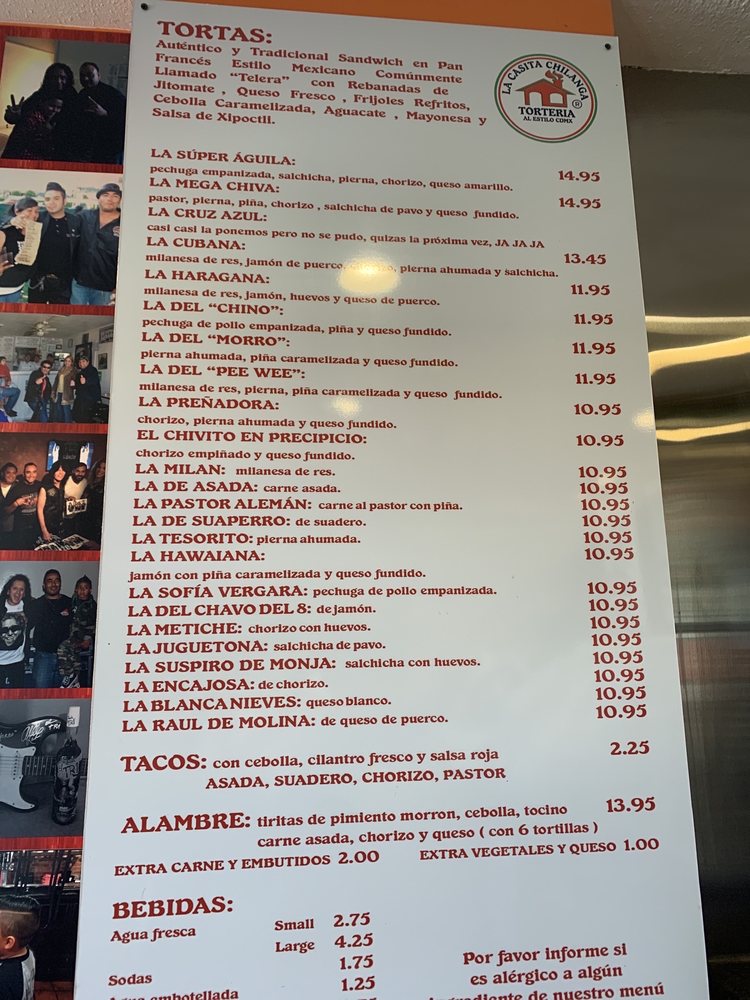 TORTAS:
Auténtico y Tradicional Sandwich en Pan
Francés Estilo Mexicano Comúnmente
Llamado “Telera” con Rebanadas de
Jitomate , Queso Fresco , Frijoles Refritos,
Cebolla Caramelizada, Aguacate , Mayonesa y
Salsa de Xipoctli.
LA CASITA CHILANGA
TORTERIA
AL ESTILO CDMX
®
LA SÚPER ÁGUILA:
pechuga empanizada, salchicha, pierna, chorizo, queso amarillo. 14.95
LA MEGA CHIVA:
pastor, pierna, piña, chorizo , salchicha de pavo y queso fundido. 14.95
LA CRUZ AZUL:
casi casi la ponemos pero no se pudo, quizas la próxima vez, JA JA JA
LA CUBANA:
milanesa de res, jamón de puerco, pierna ahumada y salchicha. 13.45
LA HARAGANA:
milanesa de res, jamón, huevos y queso de puerco. 11.95
LA DEL “CHINO”:
pechuga de pollo empanizada, piña y queso fundido. 11.95
LA DEL “MORRO”:
pierna ahumada, piña caramelizada y queso fundido. 11.95
LA DEL “PEE WEE”:
milanesa de res, pierna, piña caramelizada y queso fundido. 11.95
LA PREÑADORA:
chorizo, pierna ahumada y queso fundido. 10.95
EL CHIVITO EN PRECIPICIO:
chorizo empiñado y queso fundido. 10.95
LA MILAN: milanesa de res. 10.95
LA DE ASADA: carne asada. 10.95
LA PASTOR ALEMÁN: carne al pastor con piña. 10.95
LA DE SUAPERRO: de suadero. 10.95
LA TESORITO: pierna ahumada. 10.95
LA HAWAIANA: 10.95
jamón con piña caramelizada y queso fundido.
LA SOFÍA VERGARA: pechuga de pollo empanizada. 10.95
LA DEL CHAVO DEL 8: de jamón. 10.95
LA METICHE: chorizo con huevos. 10.95
LA JUGUETONA: salchicha de pavo. 10.95
LA SUSPIRO DE MONJA: salchicha con huevos. 10.95
LA ENCAJOSA: de chorizo. 10.95
LA BLANCA NIEVES: queso blanco. 10.95
LA RAUL DE MOLINA: de queso de puerco. 10.95
TACOS: con cebolla, cilantro fresco y salsa roja 2.25
ASADA, SUADERO, CHORIZO, PASTOR
ALAMBRE: tiritas de pimiento morron, cebolla, tocino 13.95
carne asada, chorizo y queso ( con 6 tortillas )
EXTRA CARNE Y EMBUTIDOS 2.00 EXTRA VEGETALES Y QUESO 1.00
BEBIDAS:
Agua fresca Small 2.75
Large 4.25
Sodas 1.75
Agua embotellada 1.25
Por favor informe si
es alérgico a algún
ingrediente de nuestro menú